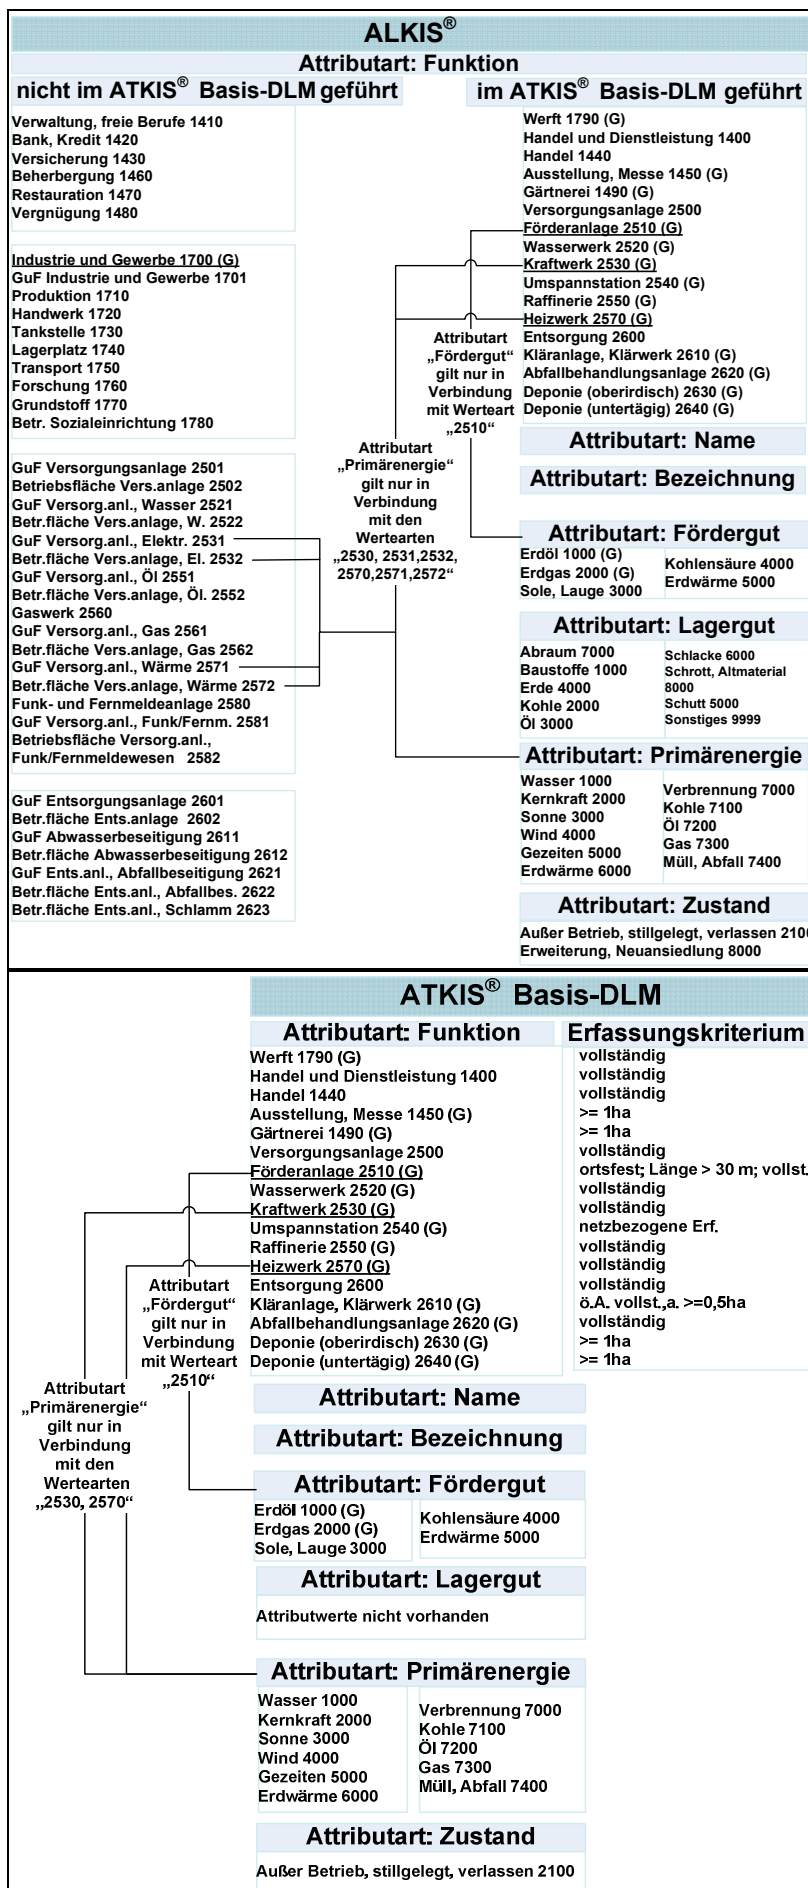 ALKIS®
Attributart: Funktion
nicht im ATKIS® Basis-DLM geführt
Verwaltung, freie Berufe 1410
Bank, Kredit 1420
Versicherung 1430
Beherbergung 1460
Restauration 1470
Vergnügung 1480
Industrie und Gewerbe 1700 (G)
GuF Industrie und Gewerbe 1701
Produktion 1710
Handwerk 1720
Tankstelle 1730
Lagerplatz 1740
Transport 1750
Forschung 1760
Grundstoff 1770
Betr. Sozialeinrichtung 1780
GuF Versorgungsanlage 2501
Betriebsfläche Vers.anlage 2502
GuF Versorg.anl., Wasser 2521
Betr.fläche Vers.anlage, W. 2522
GuF Versorg.anl., Elektr. 2531
Betr.fläche Vers.anlage, El. 2532
GuF Versorg.anl., Öl 2551
Betr.fläche Vers.anlage, Öl. 2552
Gaswerk 2560
GuF Versorg.anl., Gas 2561
Betr.fläche Vers.anlage, Gas 2562
GuF Versorg.anl., Wärme 2571
Betr.fläche Vers.anlage, Wärme 2572
Funk- und Fernmeldeanlage 2580
GuF Versorg.anl., Funk/Fernm. 2581
Betriebsfläche Versorg.anl.,
Funk/Fernmeldewesen 2582
GuF Entsorgungsanlage 2601
Betr.fläche Ents.anlage 2602
GuF Abwasserbeseitigung 2611
Betr.fläche Abwasserbeseitigung 2612
GuF Ents.anl., Abfallbeseitigung 2621
Betr.fläche Ents.anl., Abfallbes. 2622
Betr.fläche Ents.anl., Schlamm 2623
Attributart
„Primärenergie“
gilt nur in
Verbindung
mit den
Wertearten
„2530, 2531,2532,
2570,2571,2572“
Attributart
„Fördergut“
gilt nur in
Verbindung
mit Werteart
„2510“
im ATKIS® Basis-DLM geführt
Werft 1790 (G)
Handel und Dienstleistung 1400
Handel 1440
Ausstellung, Messe 1450 (G)
Gärtnerei 1490 (G)
Versorgungsanlage 2500
Förderanlage 2510 (G)
Wasserwerk 2520 (G)
Kraftwerk 2530 (G)
Umspannstation 2540 (G)
Raffinerie 2550 (G)
Heizwerk 2570 (G)
Entsorgung 2600
Kläranlage, Klärwerk 2610 (G)
Abfallbehandlungsanlage 2620 (G)
Deponie (oberirdisch) 2630 (G)
Deponie (untertägig) 2640 (G)
Attributart: Name
Attributart: Bezeichnung
Attributart: Fördergut
Erdöl 1000 (G)
Erdgas 2000 (G)
Sole, Lauge 3000
Kohlensäure 4000
Erdwärme 5000
Attributart: Lagergut
Abraum 7000
Baustoffe 1000
Erde 4000
Kohle 2000
Öl 3000
Schlacke 6000
Schrott, Altmaterial
8000
Schutt 5000
Sonstiges 9999
Attributart: Primärenergie
Wasser 1000
Kernkraft 2000
Sonne 3000
Wind 4000
Gezeiten 5000
Erdwärme 6000
Verbrennung 7000
Kohle 7100
Öl 7200
Gas 7300
Müll, Abfall 7400
Attributart: Zustand
Außer Betrieb, stillgelegt, verlassen 2100
Erweiterung, Neuansiedlung 8000
ATKIS® Basis-DLM
Attributart: Funktion
Werft 1790 (G)
Handel und Dienstleistung 1400
Handel 1440
Ausstellung, Messe 1450 (G)
Gärtnerei 1490 (G)
Versorgungsanlage 2500
Förderanlage 2510 (G)
Wasserwerk 2520 (G)
Kraftwerk 2530 (G)
Umspannstation 2540 (G)
Raffinerie 2550 (G)
Heizwerk 2570 (G)
Entsorgung 2600
Kläranlage, Klärwerk 2610 (G)
Abfallbehandlungsanlage 2620 (G)
Deponie (oberirdisch) 2630 (G)
Deponie (untertägig) 2640 (G)
Erfassungskriterium
vollständig
vollständig
vollständig
>= 1ha
>= 1ha
vollständig
ortsfest; Länge > 30 m; vollst.
vollständig
vollständig
netzbezogene Erf.
vollständig
vollständig
vollständig
ö.A. vollst.,a. >=0,5ha
vollständig
>= 1ha
>= 1ha
Attributart
„Fördergut“
gilt nur in
Verbindung
mit Werteart
„2510“
Attributart
„Primärenergie“
gilt nur in
Verbindung
mit den
Wertearten
„2530, 2570“
Attributart: Name
Attributart: Bezeichnung
Attributart: Fördergut
Erdöl 1000 (G)
Erdgas 2000 (G)
Sole, Lauge 3000
Kohlensäure 4000
Erdwärme 5000
Attributart: Lagergut
Attributwerte nicht vorhanden
Attributart: Primärenergie
Wasser 1000
Kernkraft 2000
Sonne 3000
Wind 4000
Gezeiten 5000
Erdwärme 6000
Verbrennung 7000
Kohle 7100
Öl 7200
Gas 7300
Müll, Abfall 7400
Attributart: Zustand
Außer Betrieb, stillgelegt, verlassen 2100